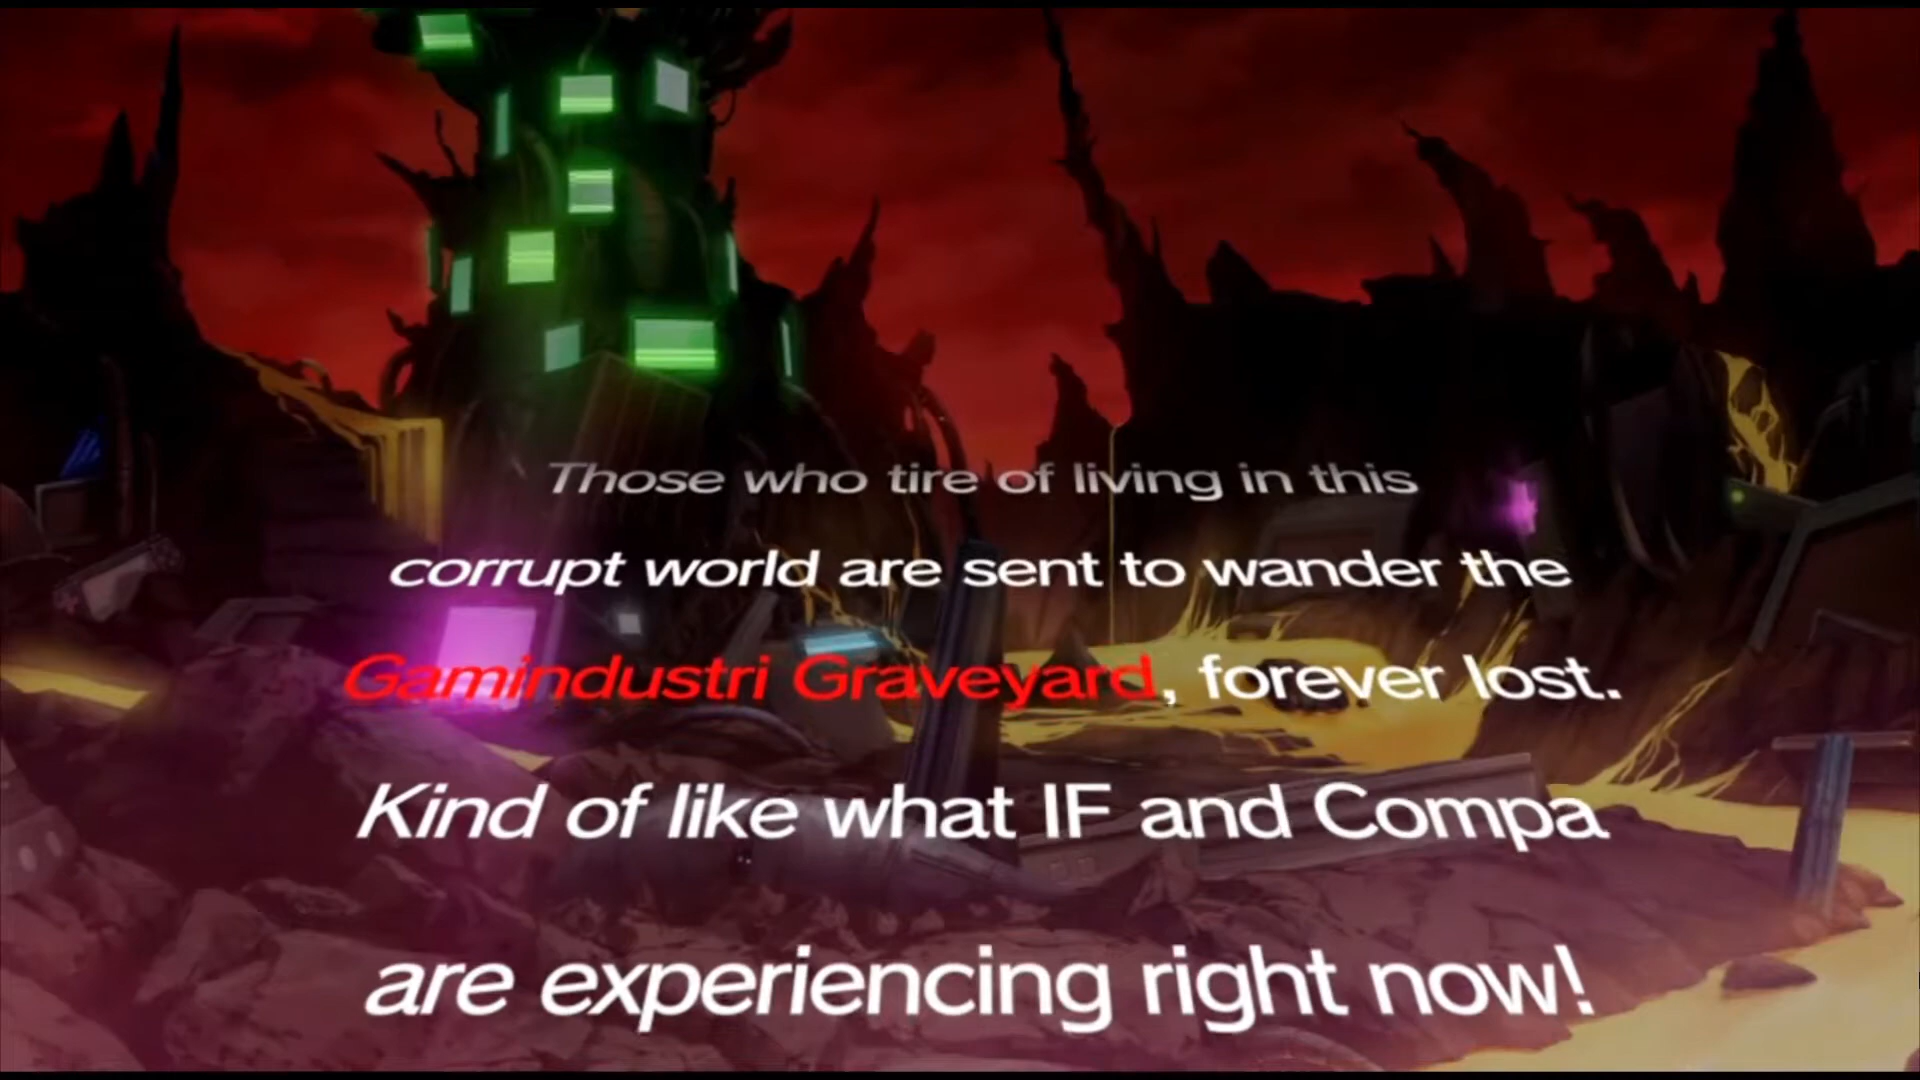 Those who tire of living in this
corrupt world are sent to wander the
Gamindustri Graveyard, forever lost.
Kind of like what IF and Compa
are experiencing right now!